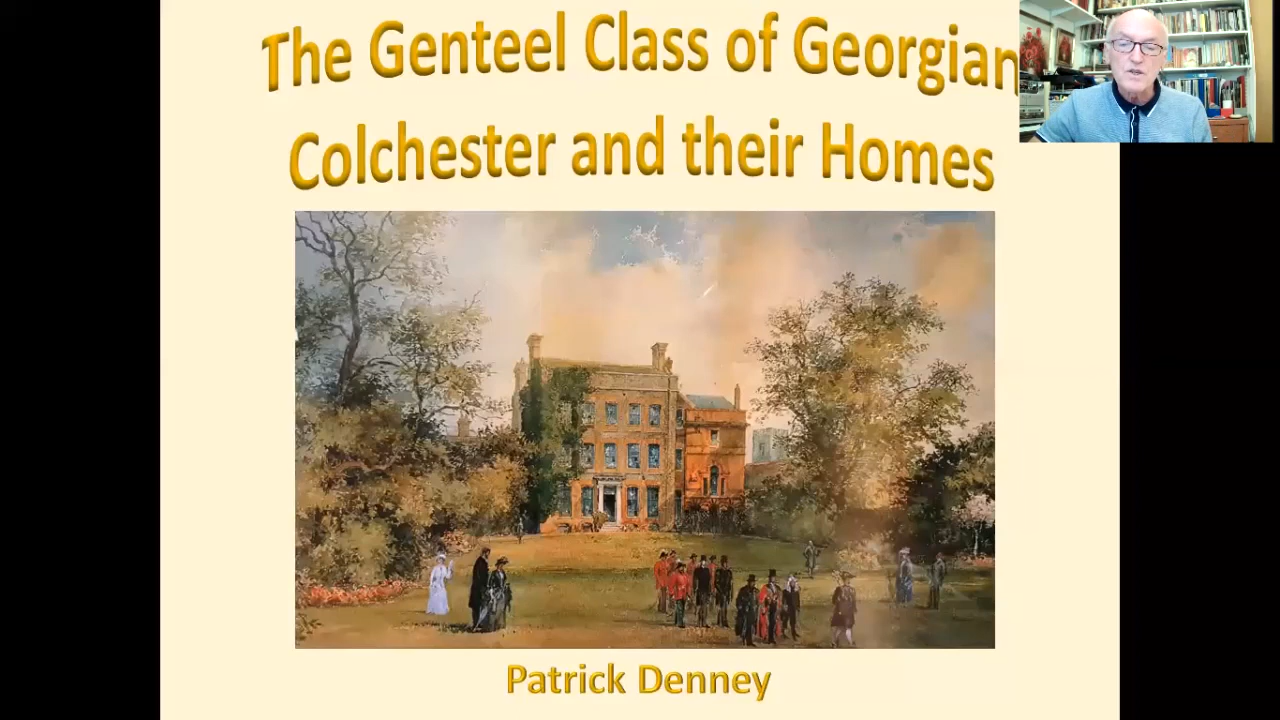 The Genteel Class of Georgian
Colchester and their Homes
Patrick Denney